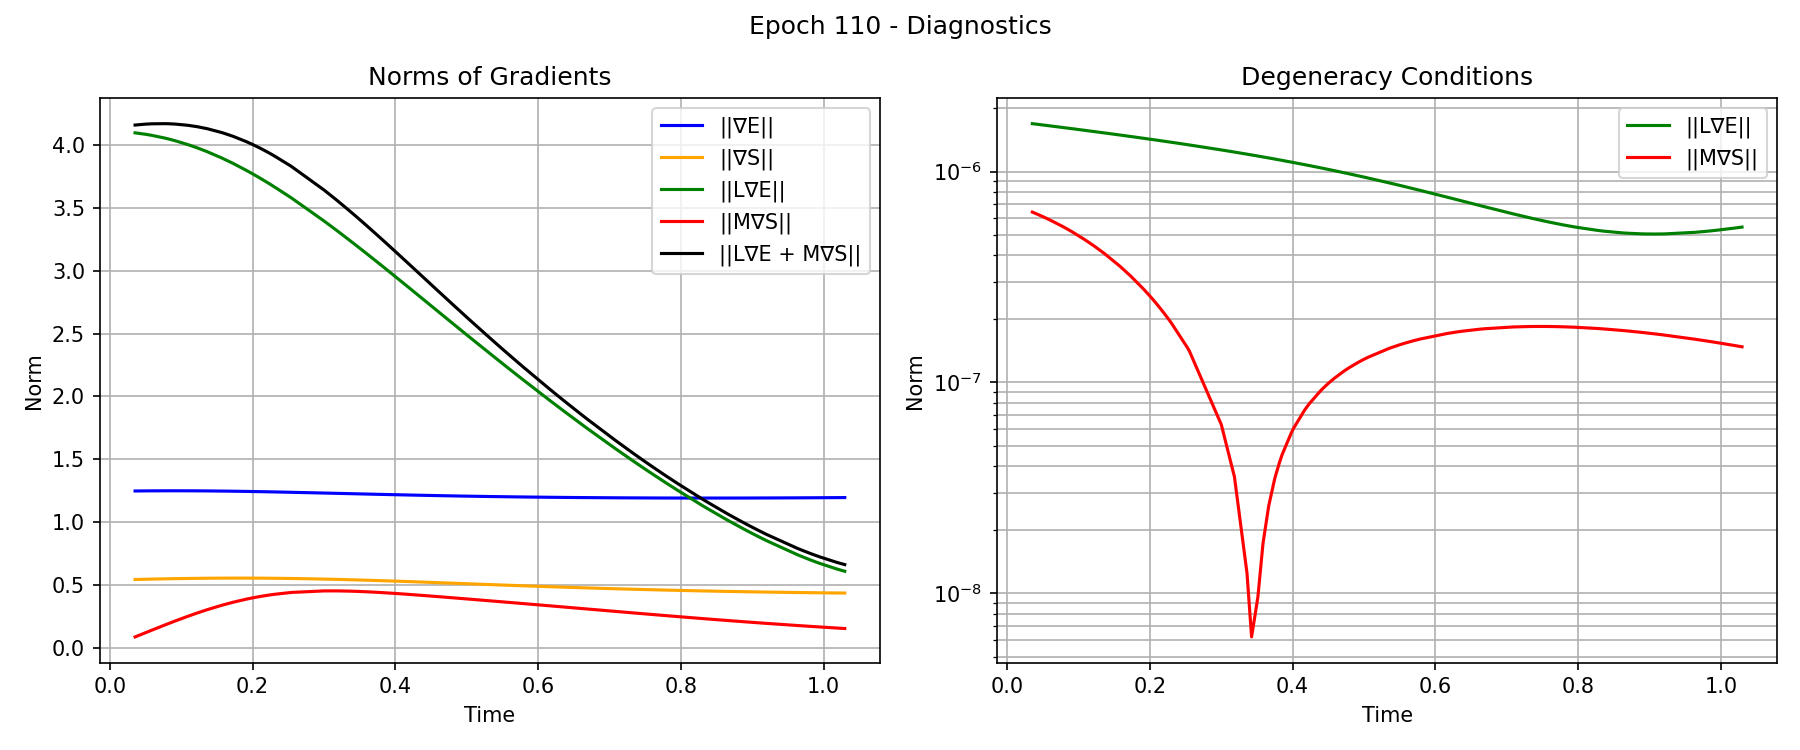 Epoch 110 - Diagnostics
Norms of Gradients
Norm
4.0
3.5
3.0
2.5
2.0
1.5
1.0
0.5
0.0
||∇E||
||∇S||
||L∇E||
||M∇S||
||L∇E + M∇S||
0.0 0.2 0.4 0.6 0.8 1.0
Time
Degeneracy Conditions
Norm
10⁻⁶
10⁻⁷
10⁻⁸
||L∇E||
||M∇S||
0.0 0.2 0.4 0.6 0.8 1.0
Time